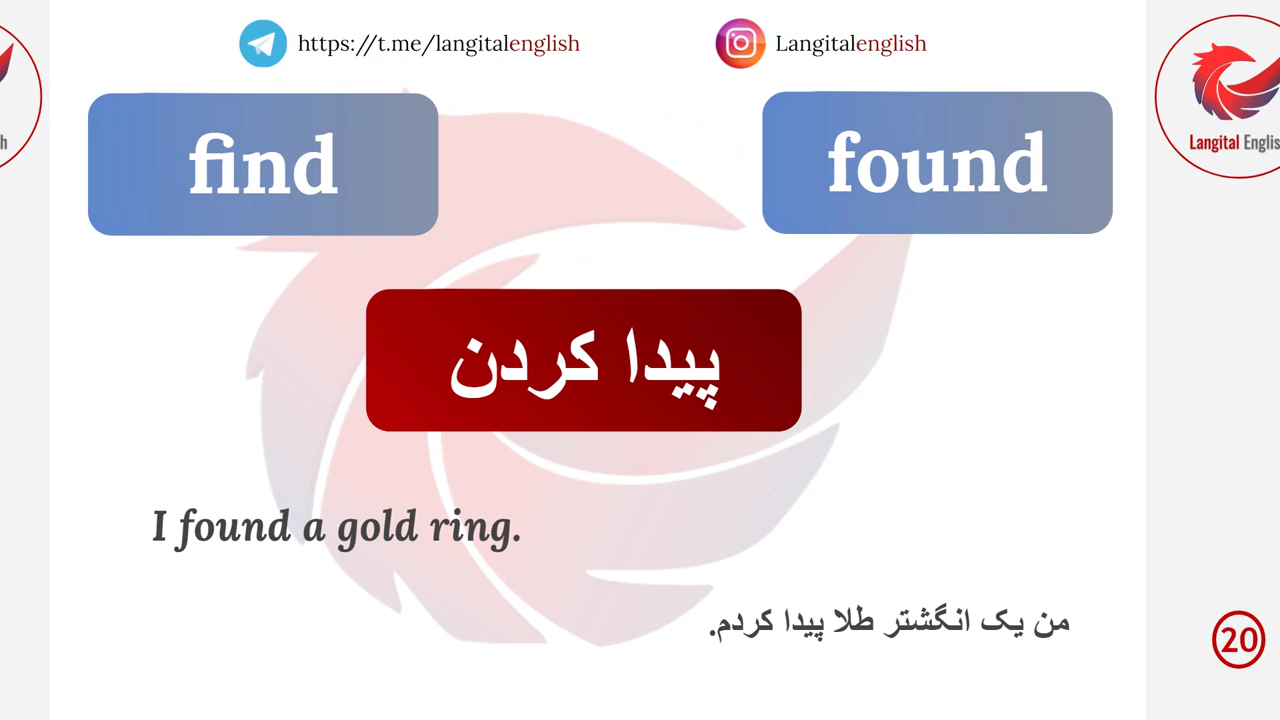 https://t.me/langitalenglish
Langitalenglish
h
Langital Englis
find
found
پیدا کردن
I found a gold ring.
من یک انگشتر طلا پیدا کردم.
20